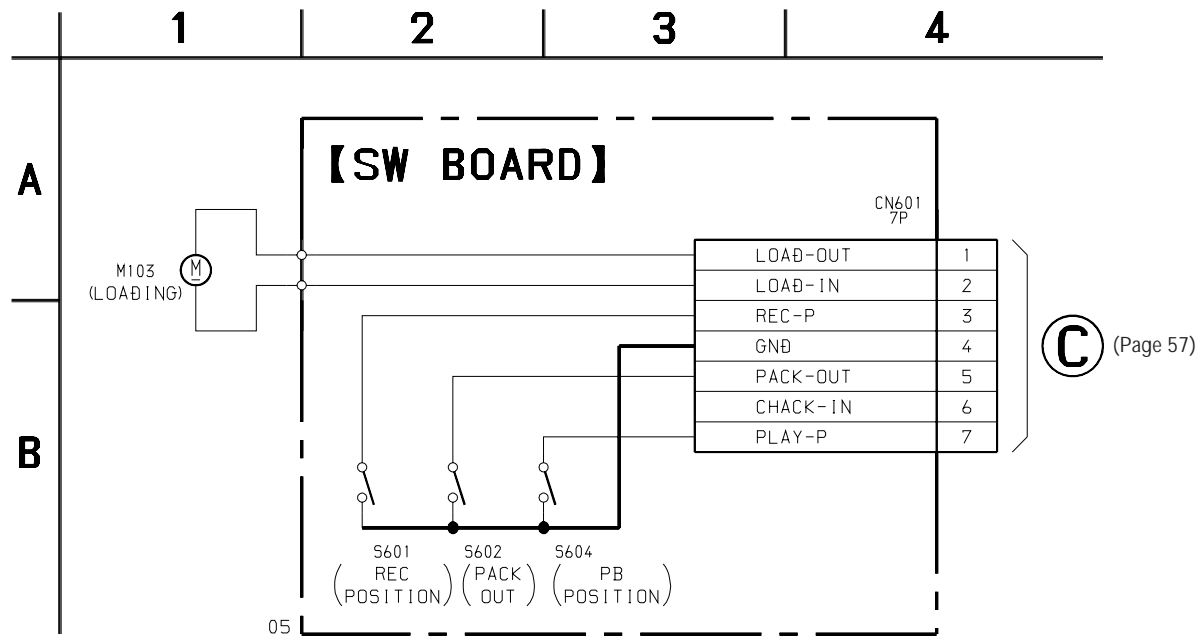 1 2 3 4
A
B
【SW BOARD】
CN601
7P
M103
(LOADING)
M
LOAD-OUT 1
LOAD-IN 2
REC-P 3
GND 4
PACK-OUT 5
CHACK-IN 6
PLAY-P 7
C (Page 57)
S601
(REC
POSITION)
S602
(PACK
OUT)
S604
(PB
POSITION)
05